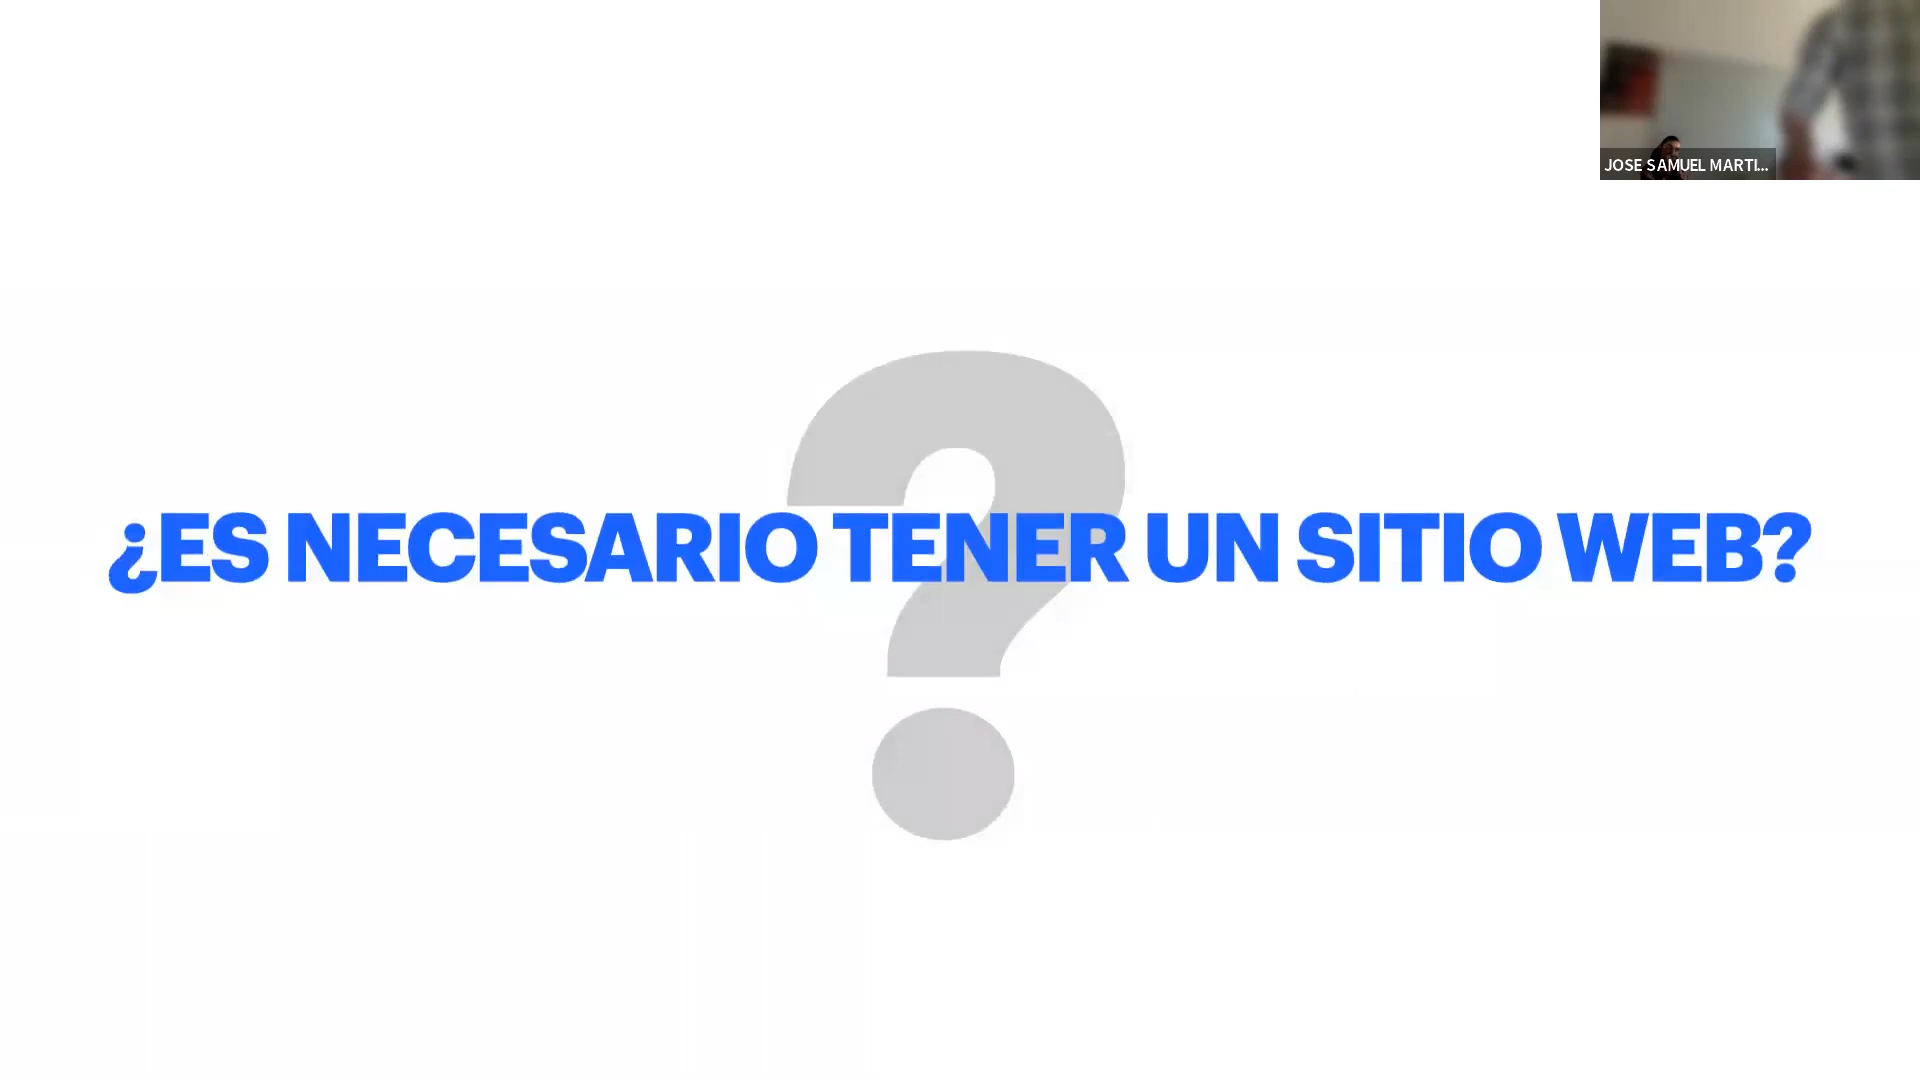 JOSE SAMUEL MARTI...
?
¿ES NECESARIO TENER UN SITIO WEB?